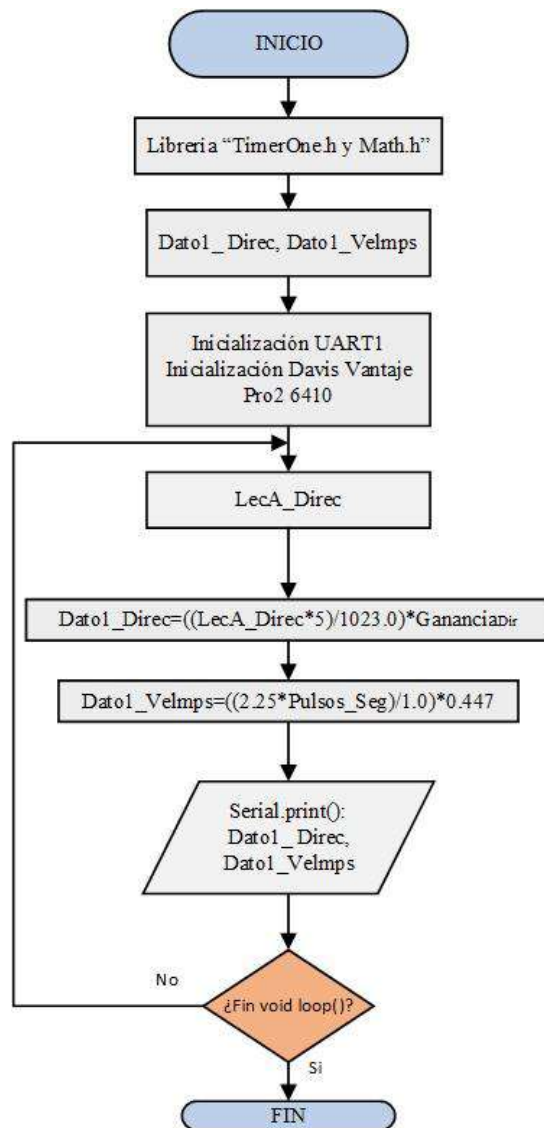 INICIO
Libreria “TimerOne.h y Math.h”
Dato1_ Direc, Dato1_Velmps
Inicialización UART1
Inicialización Davis Vantaje
Pro2 6410
LecA_Direc
Dato1_Direc=((LecA_Direc*5)/1023.0)*GananciaDir
Dato1_Velmps=((2.25*Pulsos_Seg)/1.0)*0.447
Serial.print():
Dato1_ Direc,
Dato1_Velmps
No
¿Fin void loop()?
Si
FIN